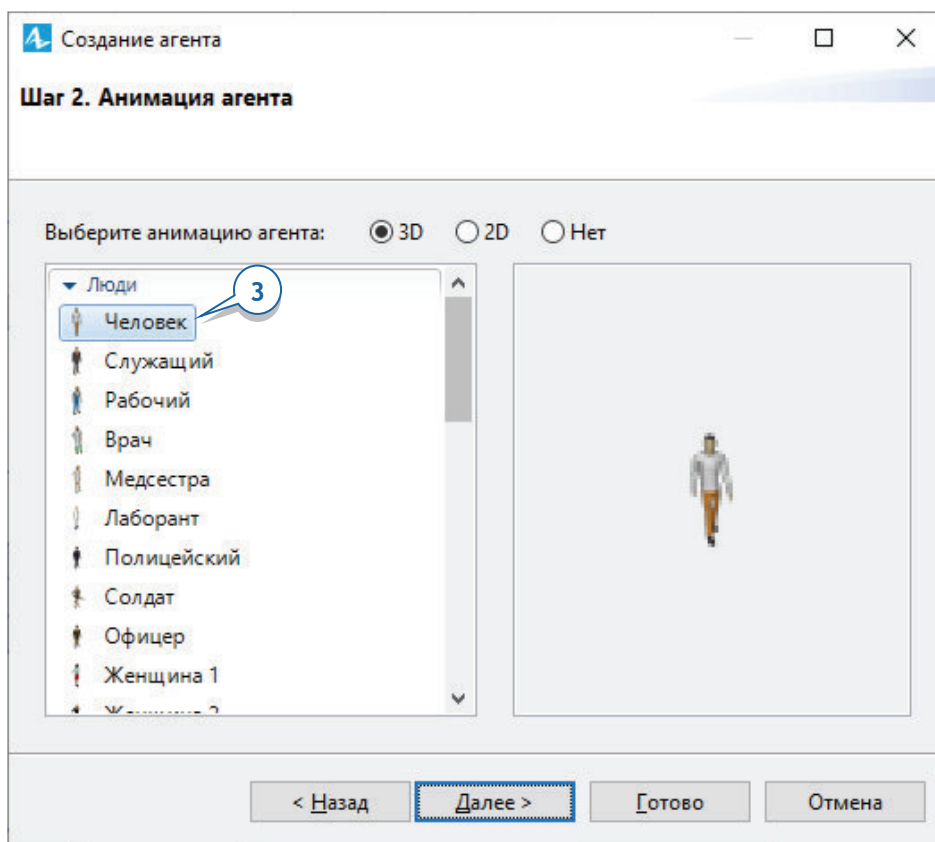 Создание агента
Шаг 2. Анимация агента
Выберите анимацию агента: 3D 2D Нет
Люди
3
Человек
Служащий
Рабочий
Врач
Медсестра
Лаборант
Полицейский
Солдат
Офицер
Женщина 1
< Назад Далее > Готово Отмена